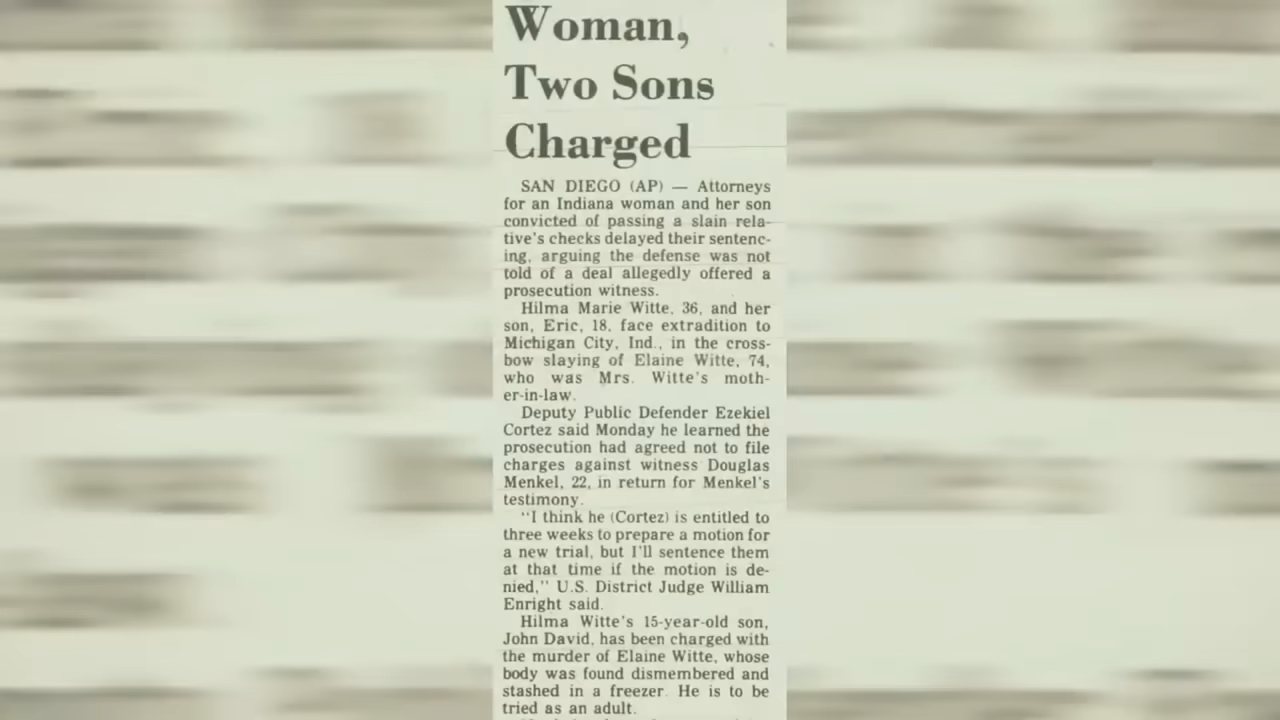 Woman,
Two Sons
Charged
SAN DIEGO (AP) — Attorneys
for an Indiana woman and her son
convicted of passing a slain rela-
tive's checks delayed their sentenc-
ing, arguing the defense was not
told of a deal allegedly offered a
prosecution witness.
Hilma Marie Witte, 36, and her
son, Eric, 18, face extradition to
Michigan City, Ind., in the cross-
bow slaying of Elaine Witte, 74,
who was Mrs. Witte's moth-
er-in-law.
Deputy Public Defender Ezekiel
Cortez said Monday he learned the
prosecution had agreed not to file
charges against witness Douglas
Menkel, 22, in return for Menkel's
testimony.
"I think he (Cortez) is entitled to
three weeks to prepare a motion for
a new trial, but I'll sentence them
at that time if the motion is de-
nied," U.S. District Judge William
Enright said.
Hilma Witte's 15-year-old son,
John David, has been charged with
the murder of Elaine Witte, whose
body was found dismembered and
stashed in a freezer. He is to be
tried as an adult.